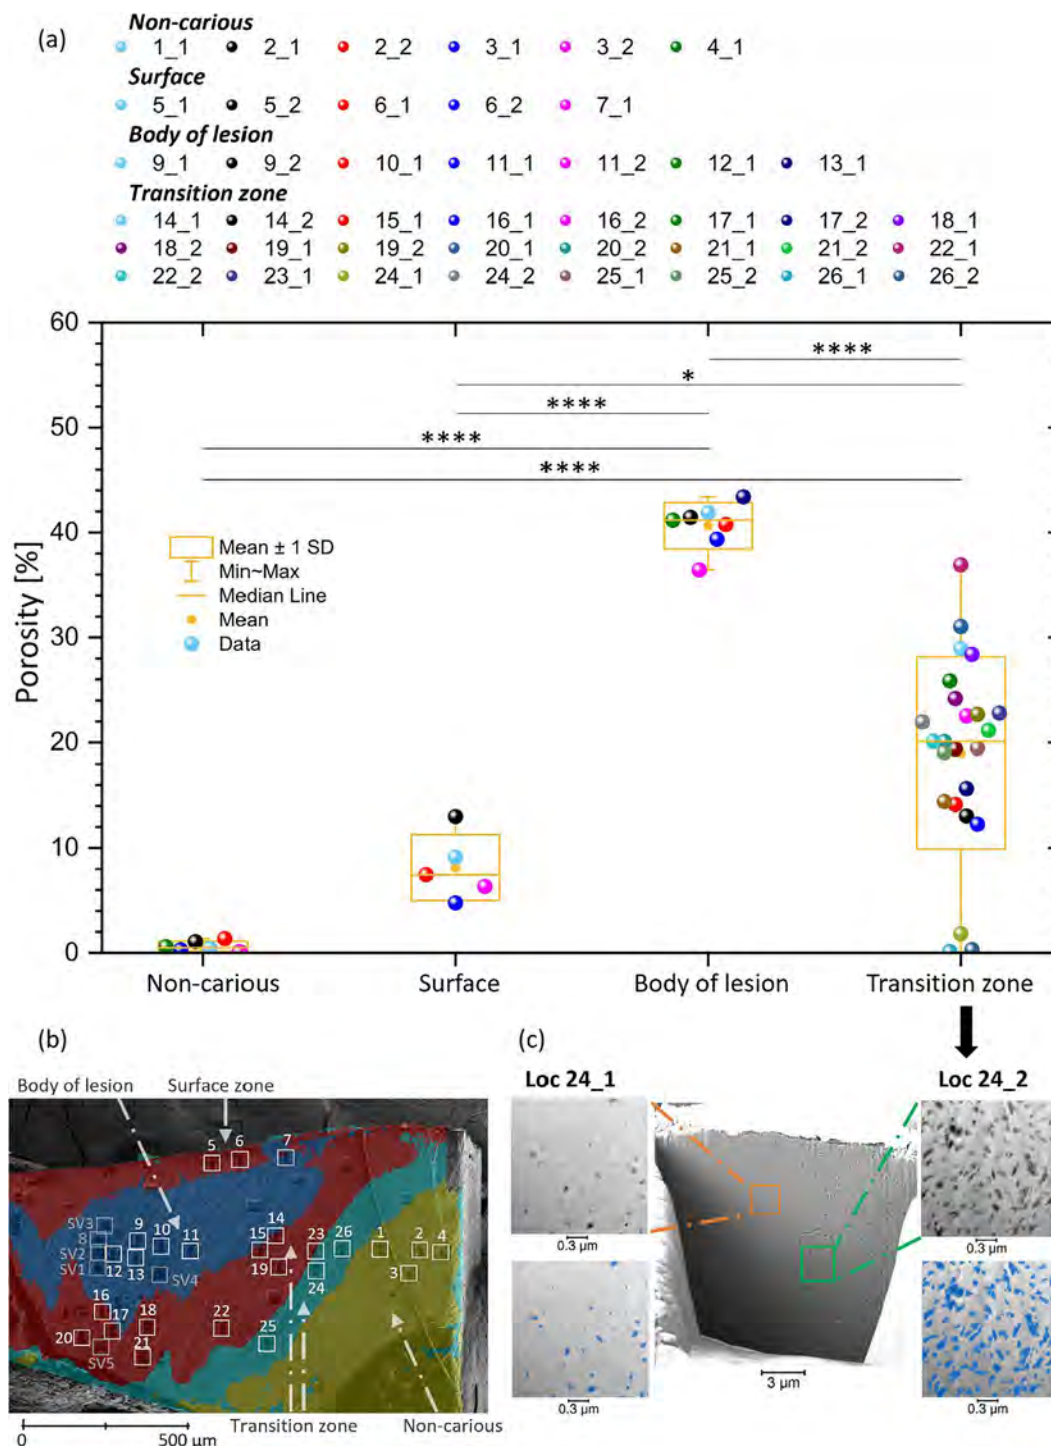 (a)
Non-carious
1_1 2_1 2_2 3_1 3_2 4_1
Surface
5_1 5_2 6_1 6_2 7_1
Body of lesion
9_1 9_2 10_1 11_1 11_2 12_1 13_1
Transition zone
14_1 14_2 15_1 16_1 16_2 17_1 17_2 18_1
18_2 19_1 19_2 20_1 20_2 21_1 21_2 22_1
22_2 23_1 24_1 24_2 25_1 25_2 26_1 26_2
60
50
40
30
20
10
0
Porosity [%]
****
*
****
****
****
Mean ± 1 SD
Min~Max
Median Line
Mean
Data
Non-carious Surface Body of lesion Transition zone
(b)
Body of lesion Surface zone
5 6 7
SV3 9 14
8 10 11 15 23 26 1 2 4
SV2
SV1 12 13 SV4 19 24 3
16
17 18 22
20 21 25
SV5
0 500 µm
Transition zone Non-carious
(c)
Loc 24_1
Loc 24_2
0.3 µm
0.3 µm
0.3 µm
0.3 µm
3 µm